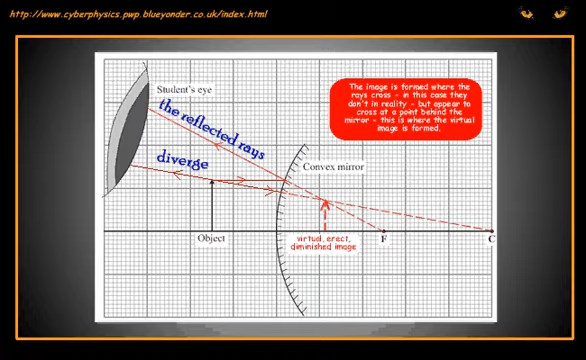 http://www.cyberphysics.pwp.blueyonder.co.uk/index.html
Student's eye
The image is formed where the
rays cross - in this case they
don't in reality - but appear to
cross at a point behind the
mirror - this is where the virtual
image is formed.
the reflected rays
diverge
Convex mirror
Object
virtual, erect,
diminished image
F
C